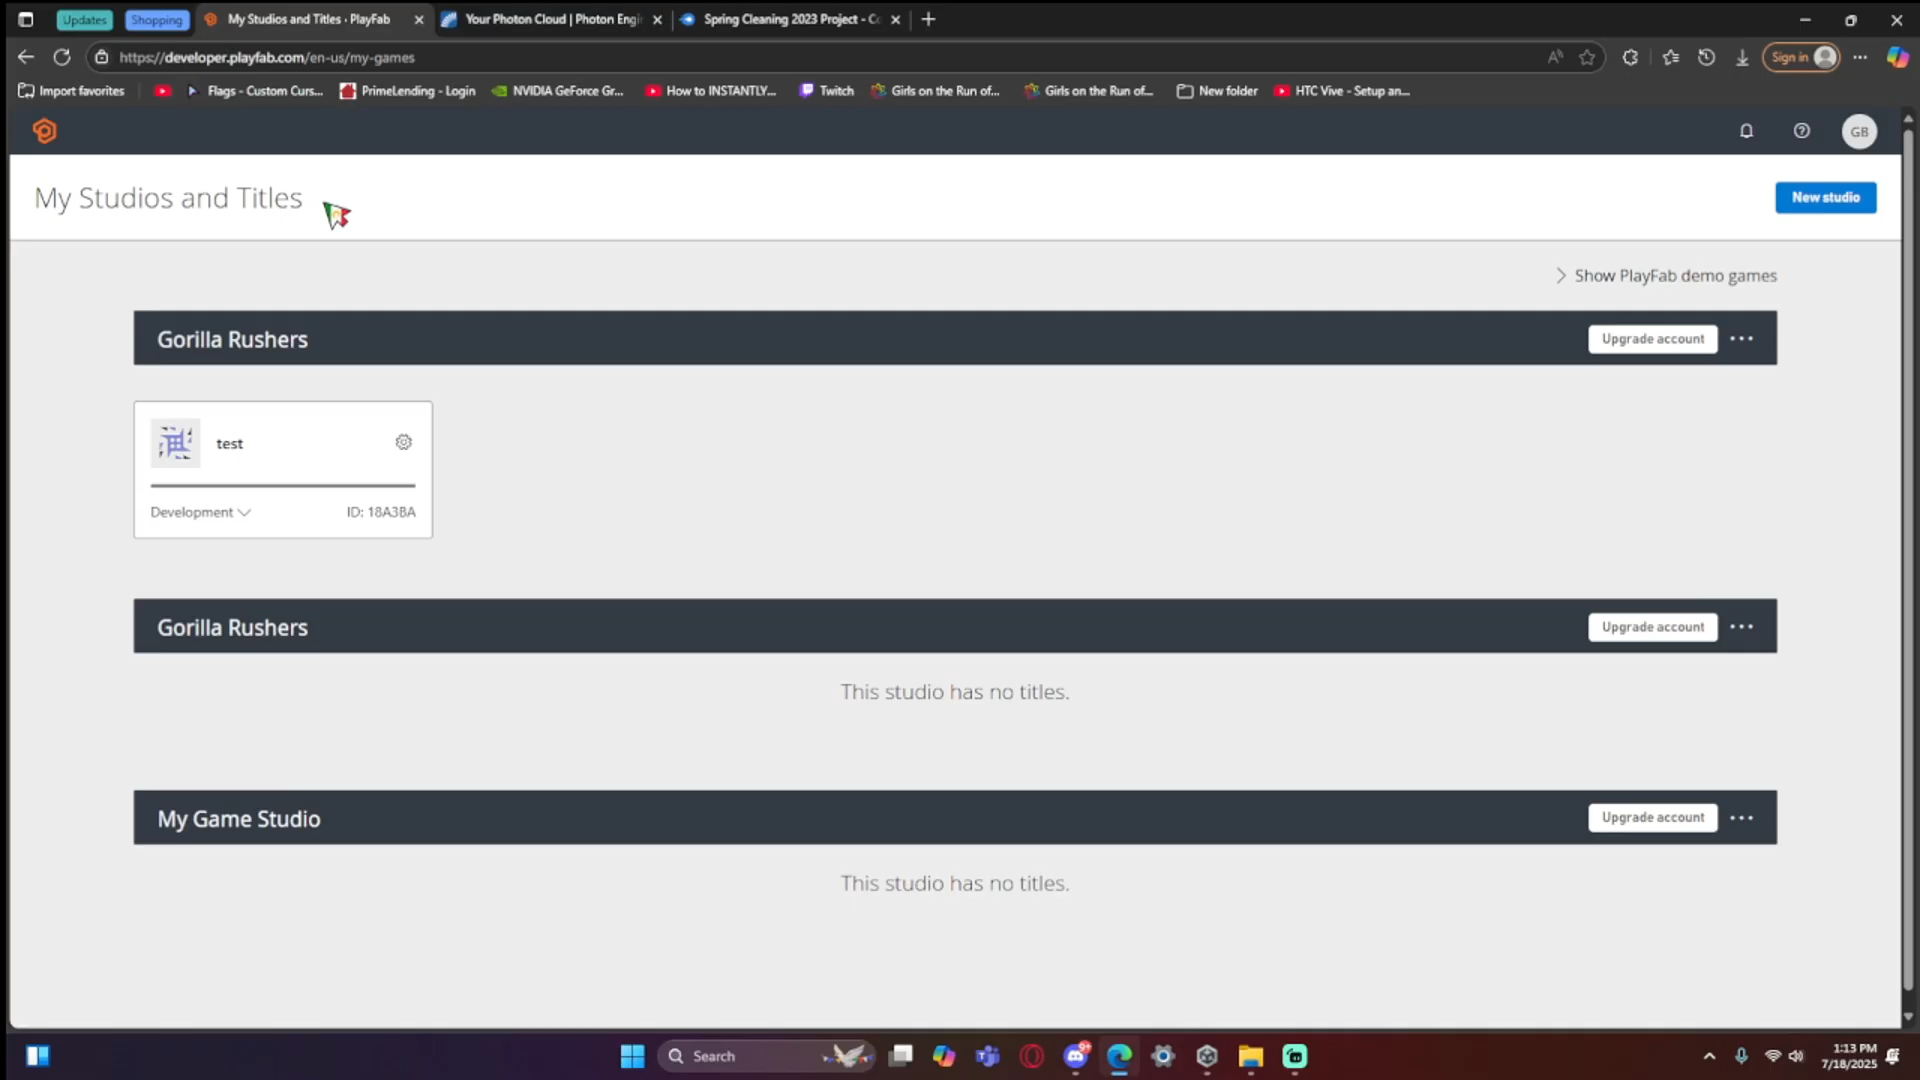 Updates
Shopping
My Studios and Titles · PlayFab
Your Photon Cloud | Photon Engi
Spring Cleaning 2023 Project - Co
https://developer.playfab.com/en-us/my-games
Sign in
Import favorites
Flags - Custom Curs...
PrimeLending - Login
NVIDIA GeForce Gr...
How to INSTANTLY...
Twitch
Girls on the Run of...
Girls on the Run of...
New folder
HTC Vive - Setup an...
GB
My Studios and Titles
New studio
Show PlayFab demo games
Gorilla Rushers
Upgrade account
test
Development
ID: 18A3BA
Gorilla Rushers
Upgrade account
This studio has no titles.
My Game Studio
Upgrade account
This studio has no titles.
Search
9+
1:13 PM
7/18/2025